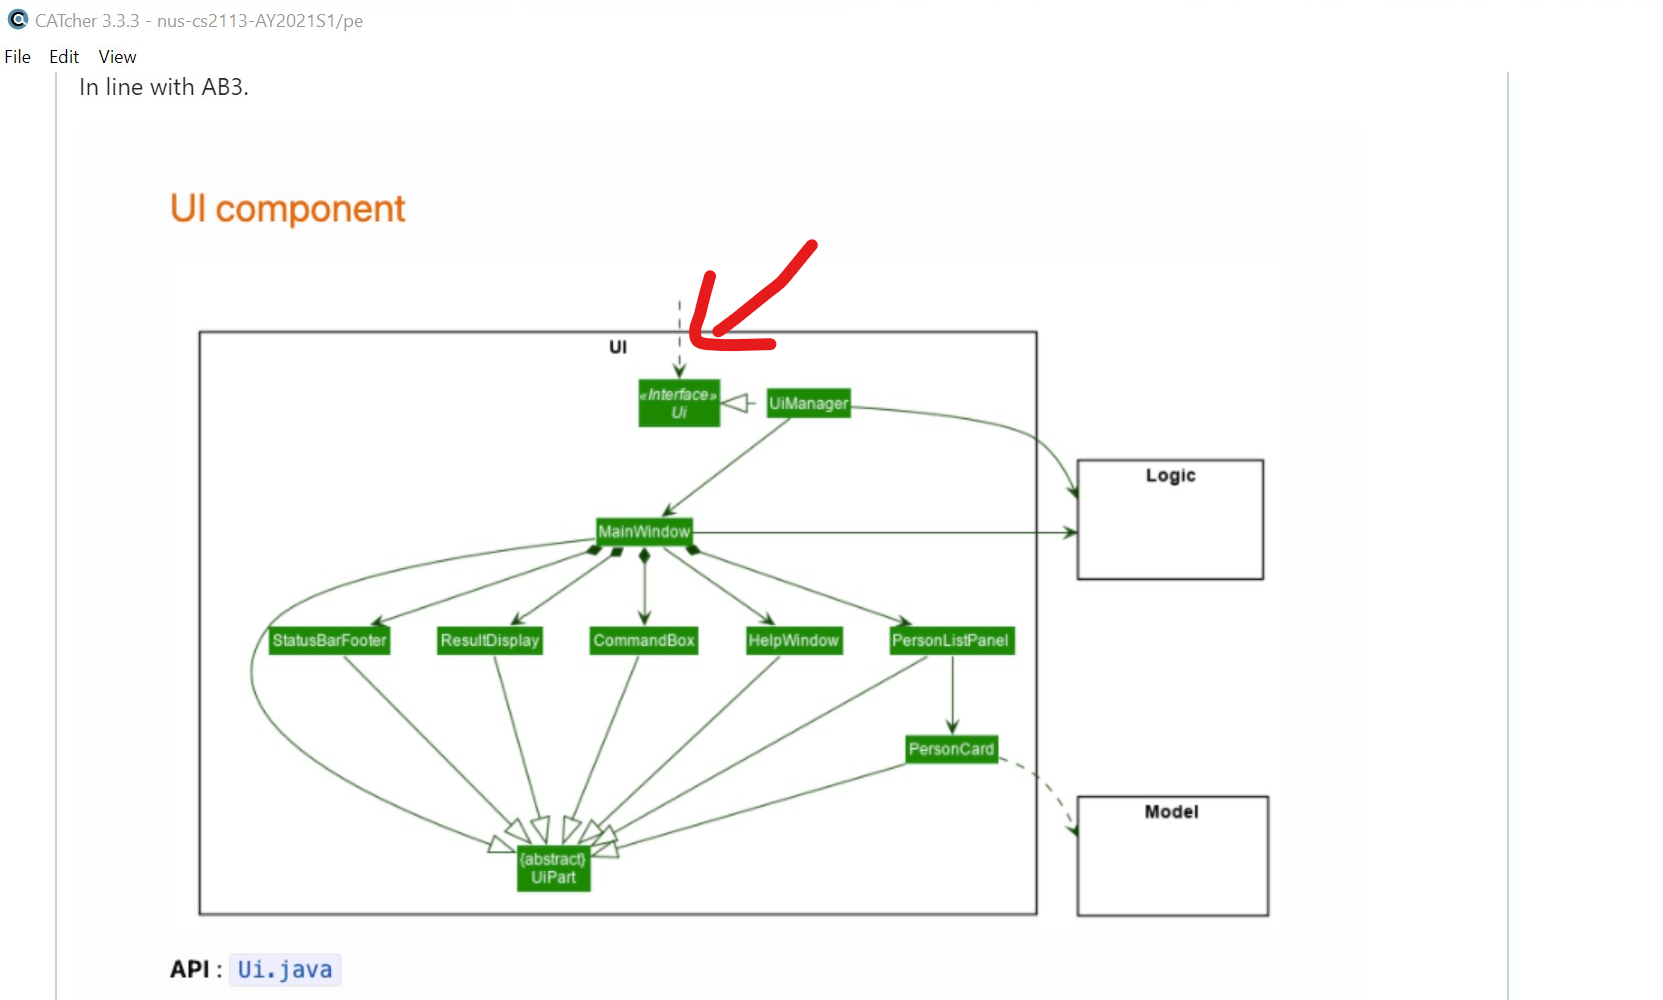 CATcher 3.3.3 - nus-cs2113-AY2021S1/pe
File Edit View
In line with AB3.
UI component
UI
«Interface»
Ui
UiManager
Logic
MainWindow
StatusBarFooter ResultDisplay CommandBox HelpWindow PersonListPanel
PersonCard
Model
{abstract}
UiPart
API : Ui.java